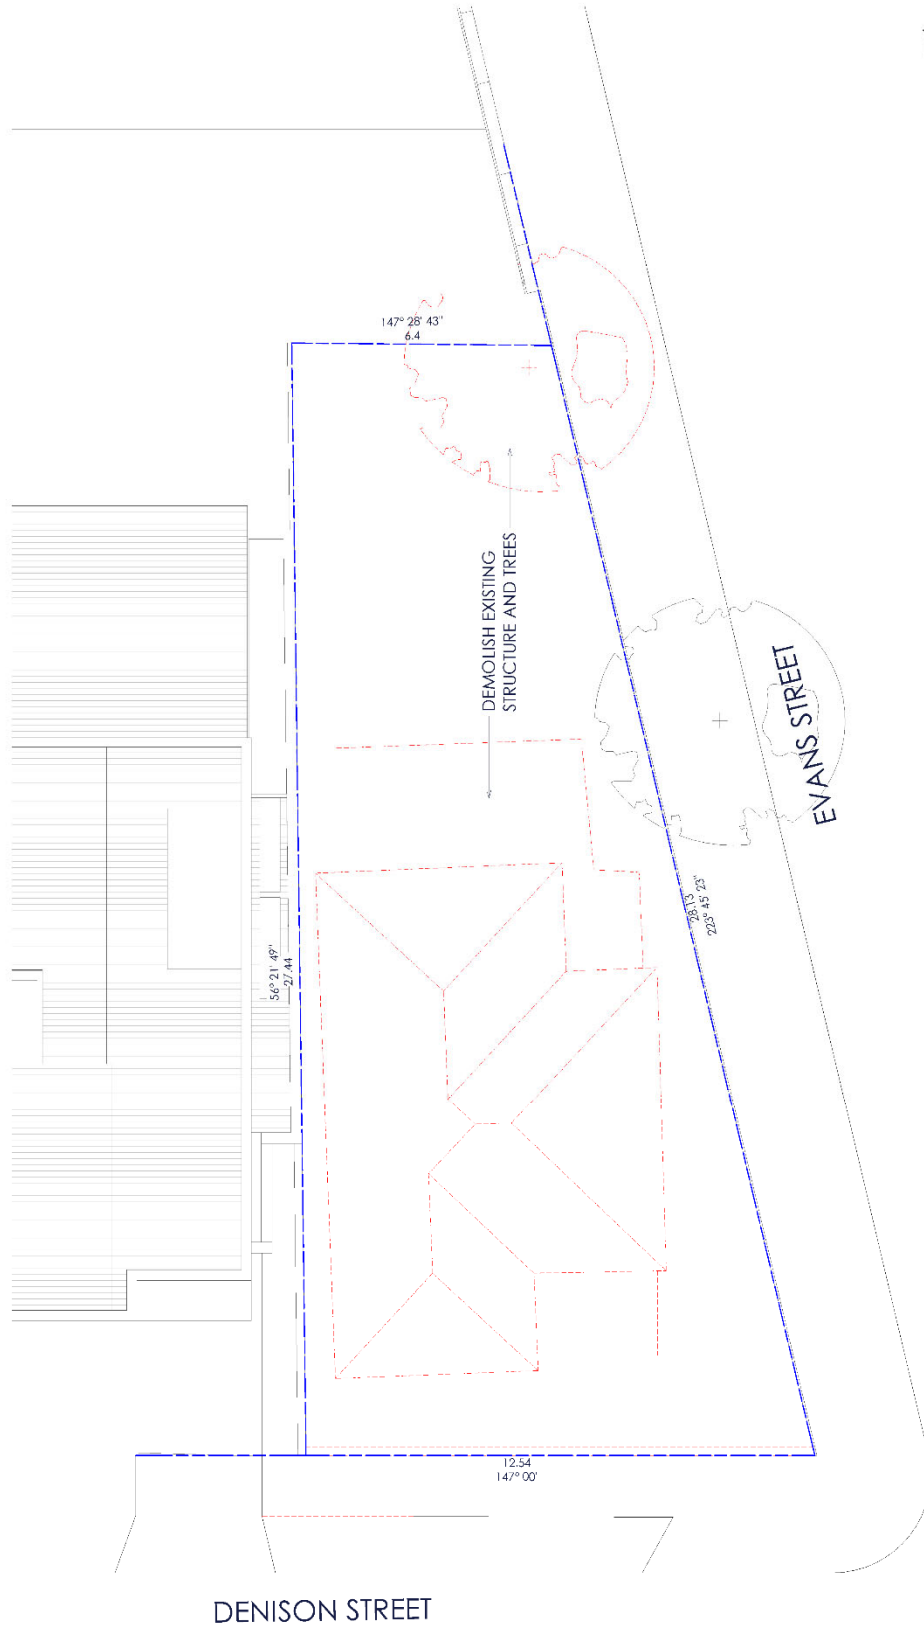 147° 28' 43"
6.4
DEMOLISH EXISTING
STRUCTURE AND TREES
EVANS STREET
28.13
223° 45' 23"
56° 21' 49"
27.44
12.54
147° 00'
DENISON STREET